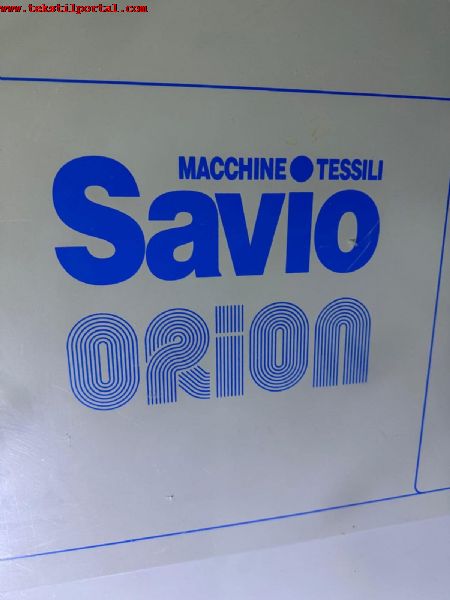 www.tekstilportal.com
MACCHINE TESSILI
Savio
ORION